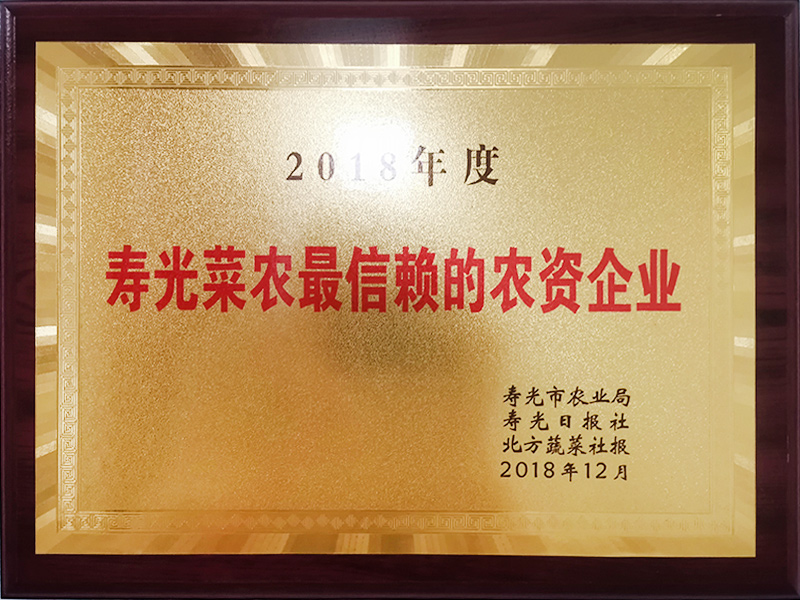 2018年度
寿光菜农最信赖的农资企业
寿光市农业局
寿光日报社
北方蔬菜社报
2018年12月